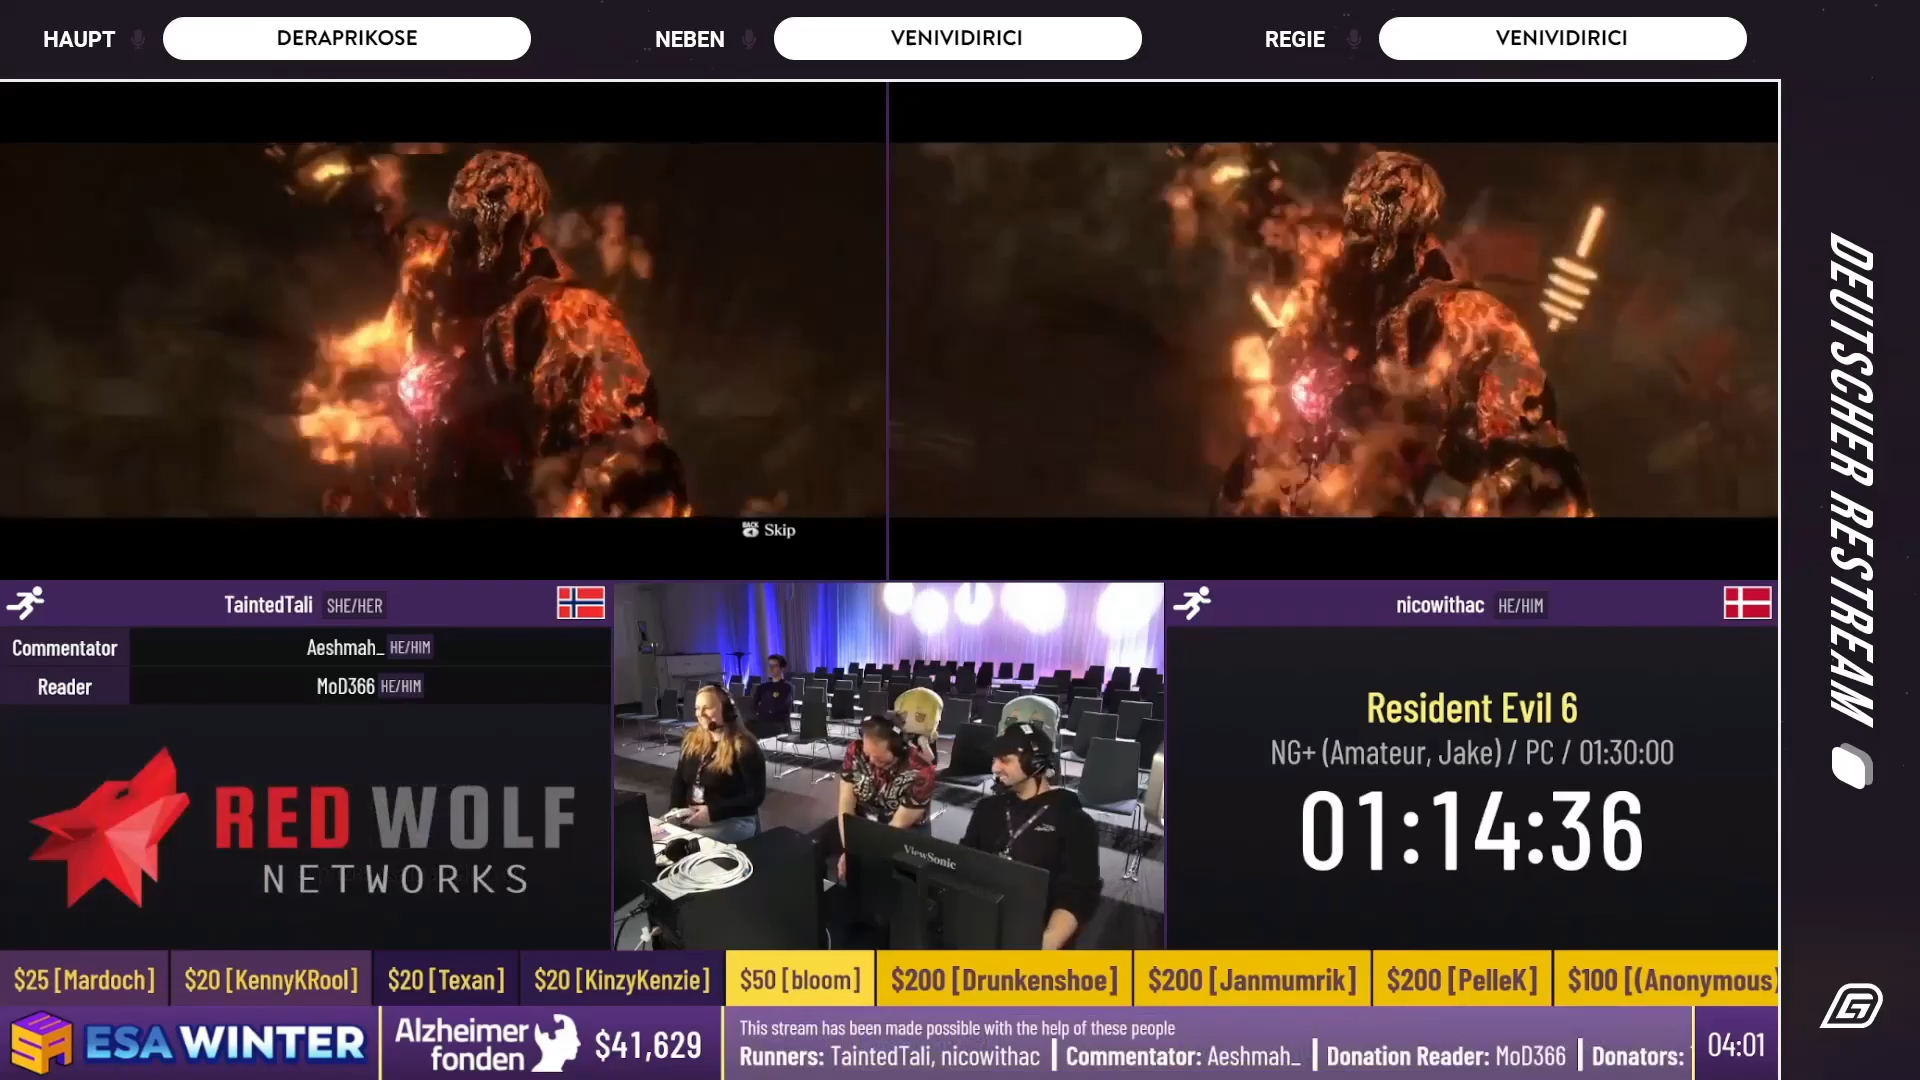 HAUPT
DERAPRIKOSE
NEBEN
VENIVIDIRICI
REGIE
VENIVIDIRICI
BACK
Skip
TaintedTali SHE/HER
Commentator
Aeshmah_ HE/HIM
Reader
MoD366 HE/HIM
RED WOLF
NETWORKS
ViewSonic
nicowithac HE/HIM
Resident Evil 6
NG+ (Amateur, Jake) / PC / 01:30:00
01:14:36
DEUTSCHER RESTREAM
$25 [Mardoch]
$20 [KennyKRool]
$20 [Texan]
$20 [KinzyKenzie]
$50 [bloom]
$200 [Drunkenshoe]
$200 [Janmumrik]
$200 [PelleK]
$100 [(Anonymous)
ESA WINTER
Alzheimer
fonden
$41,629
This stream has been made possible with the help of these people
Runners: TaintedTali, nicowithac | Commentator: Aeshmah_ | Donation Reader: MoD366 | Donators:
04:01